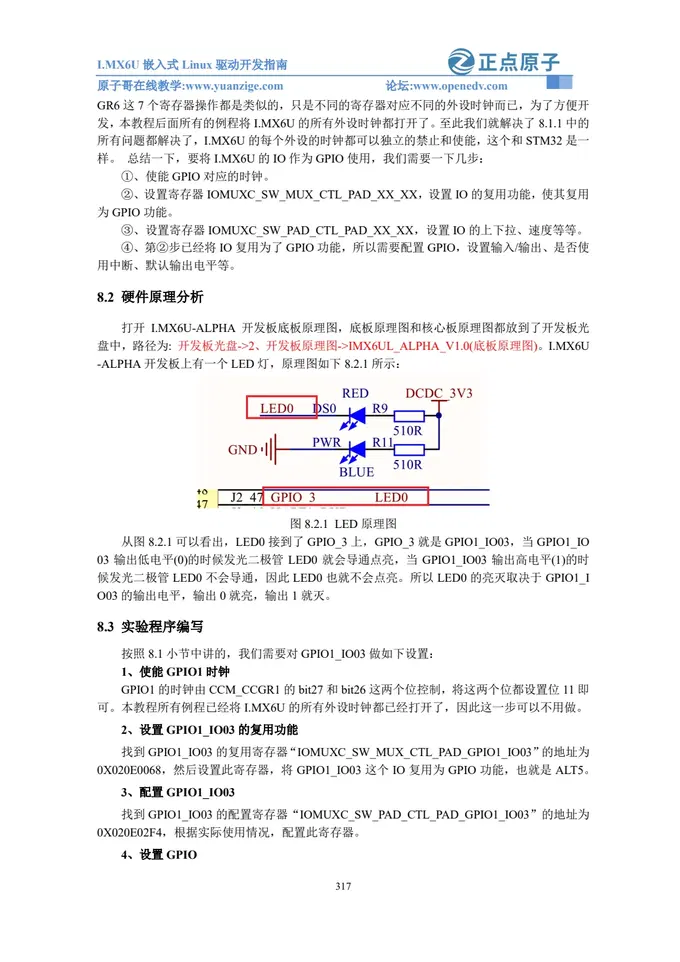 I.MX6U 嵌入式 Linux 驱动开发指南
正点原子
原子哥在线教学:www.yuanzige.com 论坛:www.openedv.com
GR6 这 7 个寄存器操作都是类似的，只是不同的寄存器对应不同的外设时钟而已，为了方便开
发，本教程后面所有的例程将 I.MX6U 的所有外设时钟都打开了。至此我们就解决了 8.1.1 中的
所有问题都解决了，I.MX6U 的每个外设的时钟都可以独立的禁止和使能，这个和 STM32 是一
样。 总结一下，要将 I.MX6U 的 IO 作为 GPIO 使用，我们需要一下几步：
①、使能 GPIO 对应的时钟。
②、设置寄存器 IOMUXC_SW_MUX_CTL_PAD_XX_XX，设置 IO 的复用功能，使其复用
为 GPIO 功能。
③、设置寄存器 IOMUXC_SW_PAD_CTL_PAD_XX_XX，设置 IO 的上下拉、速度等等。
④、第②步已经将 IO 复用为了 GPIO 功能，所以需要配置 GPIO，设置输入/输出、是否使
用中断、默认输出电平等。
8.2 硬件原理分析
打开 I.MX6U-ALPHA 开发板底板原理图，底板原理图和核心板原理图都放到了开发板光
盘中，路径为: 开发板光盘->2、开发板原理图->IMX6UL_ALPHA_V1.0(底板原理图)。I.MX6U
-ALPHA 开发板上有一个 LED 灯，原理图如下 8.2.1 所示：
RED DCDC_3V3
LED0 DS0 R9
510R
GND PWR R11
BLUE 510R
J2_47 GPIO_3 LED0
47
图 8.2.1 LED 原理图
从图 8.2.1 可以看出，LED0 接到了 GPIO_3 上，GPIO_3 就是 GPIO1_IO03，当 GPIO1_IO
03 输出低电平(0)的时候发光二极管 LED0 就会导通点亮，当 GPIO1_IO03 输出高电平(1)的时
候发光二极管 LED0 不会导通，因此 LED0 也就不会点亮。所以 LED0 的亮灭取决于 GPIO1_I
O03 的输出电平，输出 0 就亮，输出 1 就灭。
8.3 实验程序编写
按照 8.1 小节中讲的，我们需要对 GPIO1_IO03 做如下设置：
1、使能 GPIO1 时钟
GPIO1 的时钟由 CCM_CCGR1 的 bit27 和 bit26 这两个位控制，将这两个位都设置位 11 即
可。本教程所有例程已经将 I.MX6U 的所有外设时钟都已经打开了，因此这一步可以不用做。
2、设置 GPIO1_IO03 的复用功能
找到 GPIO1_IO03 的复用寄存器“IOMUXC_SW_MUX_CTL_PAD_GPIO1_IO03”的地址为
0X020E0068，然后设置此寄存器，将 GPIO1_IO03 这个 IO 复用为 GPIO 功能，也就是 ALT5。
3、配置 GPIO1_IO03
找到 GPIO1_IO03 的配置寄存器“IOMUXC_SW_PAD_CTL_PAD_GPIO1_IO03”的地址为
0X020E02F4，根据实际使用情况，配置此寄存器。
4、设置 GPIO
317